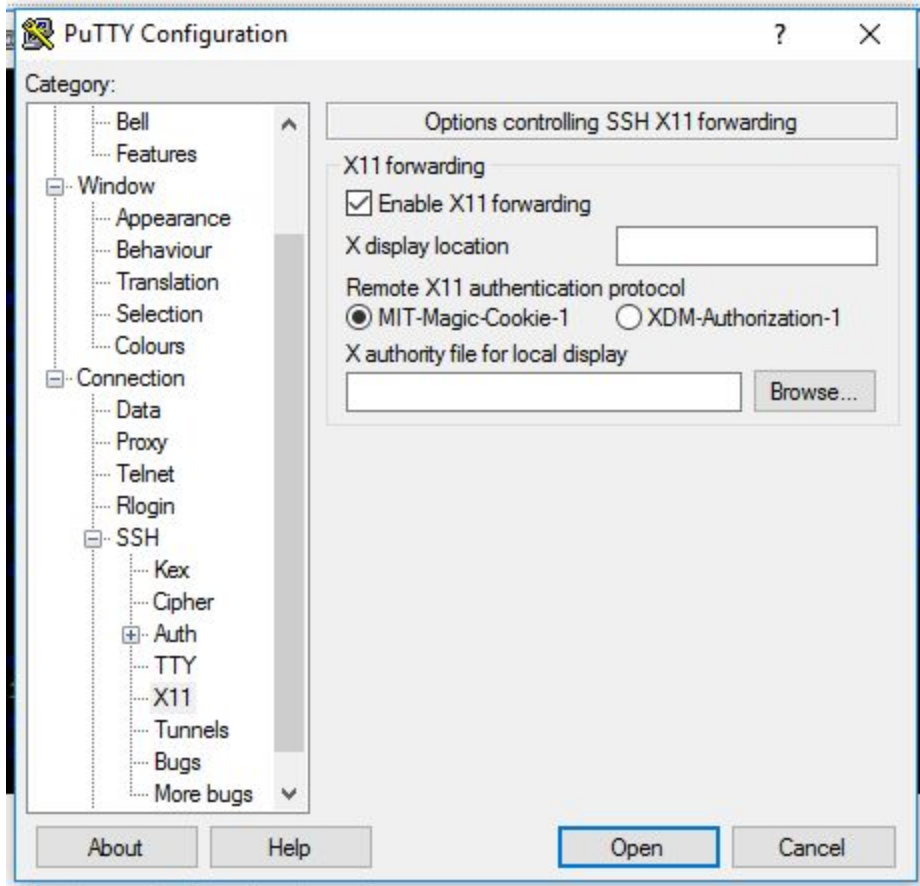 PuTTY Configuration
?
Category:
Bell
Features
Window
Appearance
Behaviour
Translation
Selection
Colours
Connection
Data
Proxy
Telnet
Rlogin
SSH
Kex
Cipher
Auth
TTY
X11
Tunnels
Bugs
More bugs
Options controlling SSH X11 forwarding
X11 forwarding
Enable X11 forwarding
X display location
Remote X11 authentication protocol
MIT-Magic-Cookie-1 XDM-Authorization-1
X authority file for local display
Browse...
About Help Open Cancel